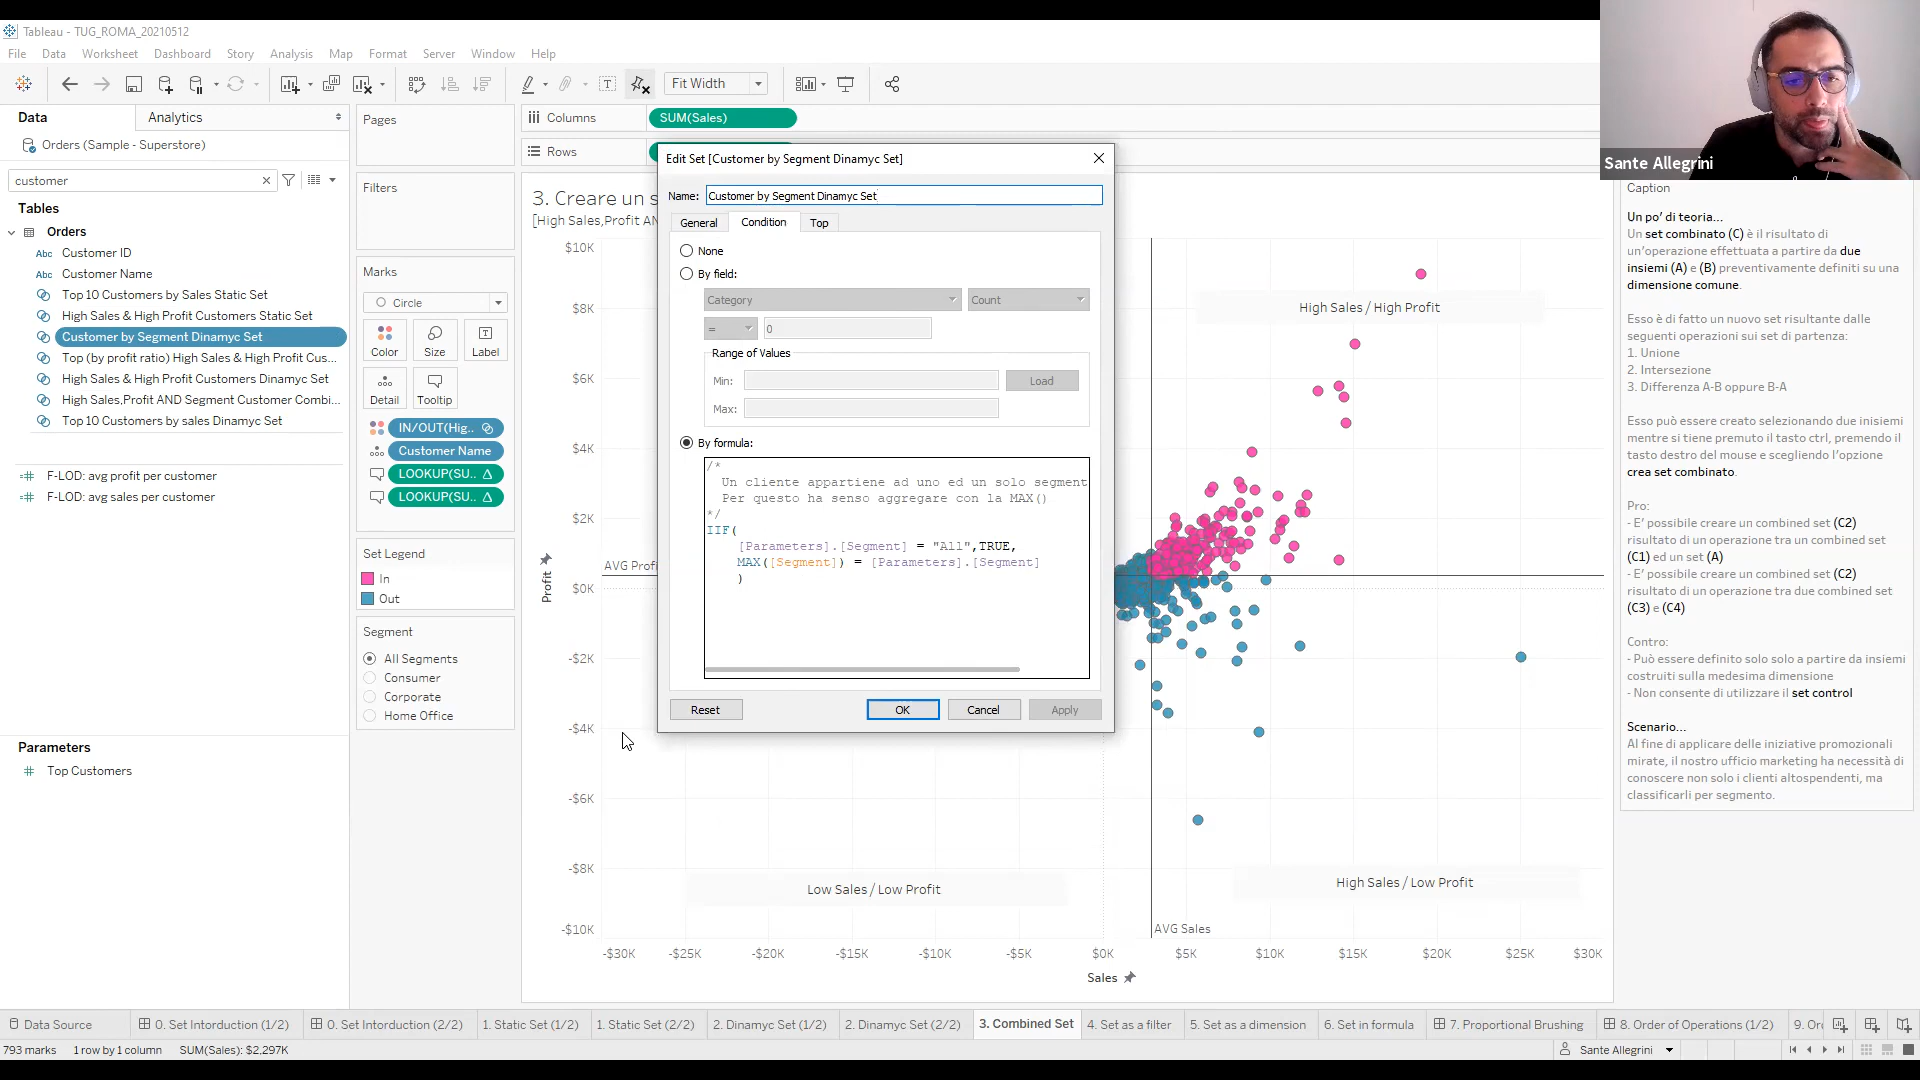 Tableau - TUG_ROMA_20210512
File Data Worksheet Dashboard Story Analysis Map Format Server Window Help
Fit Width
Data Analytics
Orders (Sample - Superstore)
customer
Tables
Orders
Abc Customer ID
Abc Customer Name
Top 10 Customers by Sales Static Set
High Sales & High Profit Customers Static Set
Customer by Segment Dinamyc Set
Top (by profit ratio) High Sales & High Profit Cus...
High Sales & High Profit Customers Dinamyc Set
High Sales,Profit AND Segment Customer Combi...
Top 10 Customers by sales Dinamyc Set
F-LOD: avg profit per customer
F-LOD: avg sales per customer
Parameters
Top Customers
Pages
Filters
Marks
Circle
Color Size Label
Detail Tooltip
IN/OUT(Hig..
Customer Name
LOOKUP(SU..
LOOKUP(SU..
Set Legend
In
Out
Segment
All Segments
Consumer
Corporate
Home Office
Columns SUM(Sales)
Rows
3. Creare un s
[High Sales,Profit AN
Edit Set [Customer by Segment Dinamyc Set]
Name: Customer by Segment Dinamyc Set
General Condition Top
None
By field:
Category Count
= 0
Range of Values
Min: Load
Max:
By formula:
/*
Un cliente appartiene ad uno ed un solo segment
Per questo ha senso aggregare con la MAX()
*/
IIF(
[Parameters].[Segment] = "All",TRUE,
MAX([Segment]) = [Parameters].[Segment]
)
Reset OK Cancel Apply
$10K
$8K
$6K
$4K
$2K
$0K
-$2K
-$4K
-$6K
-$8K
-$10K
Profit
AVG Profi
High Sales / High Profit
Low Sales / Low Profit
High Sales / Low Profit
AVG Sales
-$30K -$25K -$20K -$15K -$10K -$5K $0K $5K $10K $15K $20K $25K $30K
Sales
Sante Allegrini
Caption
Un po' di teoria...
Un set combinato (C) è il risultato di
un'operazione effettuata a partire da due
insiemi (A) e (B) preventivamente definiti su una
dimensione comune.
Esso è di fatto un nuovo set risultante dalle
seguenti operazioni sui set di partenza:
1. Unione
2. Intersezione
3. Differenza A-B oppure B-A
Esso può essere creato selezionando due inisiemi
mentre si tiene premuto il tasto ctrl, premendo il
tasto destro del mouse e scegliendo l'opzione
crea set combinato.
Pro:
- E' possibile creare un combined set (C2)
risultato di un operazione tra un combined set
(C1) ed un set (A)
- E' possibile creare un combined set (C2)
risultato di un operazione tra due combined set
(C3) e (C4)
Contro:
- Può essere definito solo solo a partire da insiemi
costruiti sulla medesima dimensione
- Non consente di utilizzare il set control
Scenario...
Al fine di applicare delle iniziative promozionali
mirate, il nostro ufficio marketing ha necessità di
conoscere non solo i clienti altospendenti, ma
classificarli per segmento.
Data Source 0. Set Intorduction (1/2) 0. Set Intorduction (2/2) 1. Static Set (1/2) 1. Static Set (2/2) 2. Dinamyc Set (1/2) 2. Dinamyc Set (2/2) 3. Combined Set 4. Set as a filter 5. Set as a dimension 6. Set in formula 7. Proportional Brushing 8. Order of Operations (1/2) 9. Or
793 marks 1 row by 1 column SUM(Sales): $2.297K Sante Allegrini